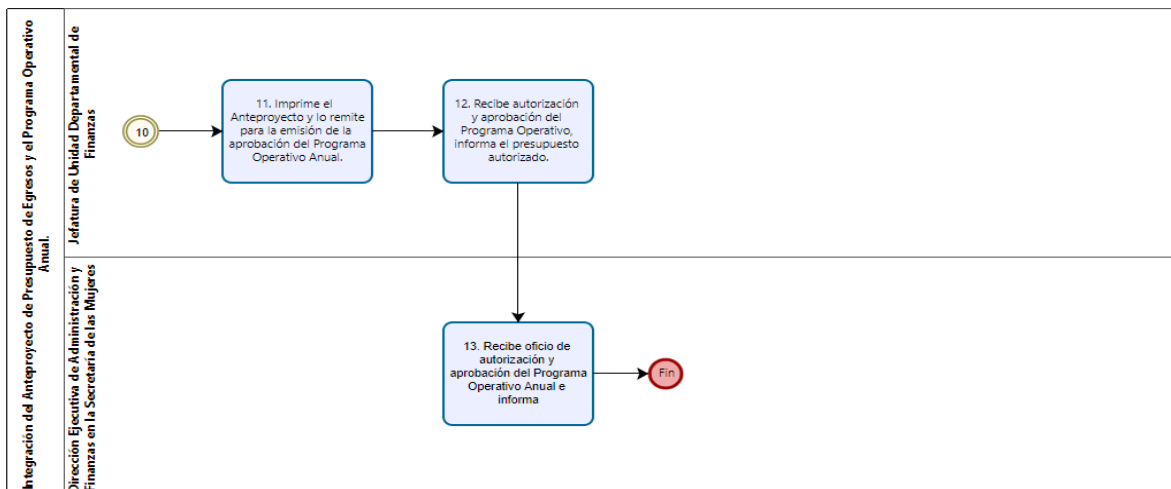 Integración del Anteproyecto de Presupuesto de Egresos y el Programa Operativo
Anual.
Jefatura de Unidad Departamental de
Finanzas
10
11. Imprime el
Anteproyecto y lo remite
para la emisión de la
aprobación del Programa
Operativo Anual.
12. Recibe autorización
y aprobación del
Programa Operativo,
informa el presupuesto
autorizado.
Dirección Ejecutiva de Administración y
Finanzas en la Secretaría de las Mujeres
13. Recibe oficio de
autorización y
aprobación del Programa
Operativo Anual e
informa
Fin